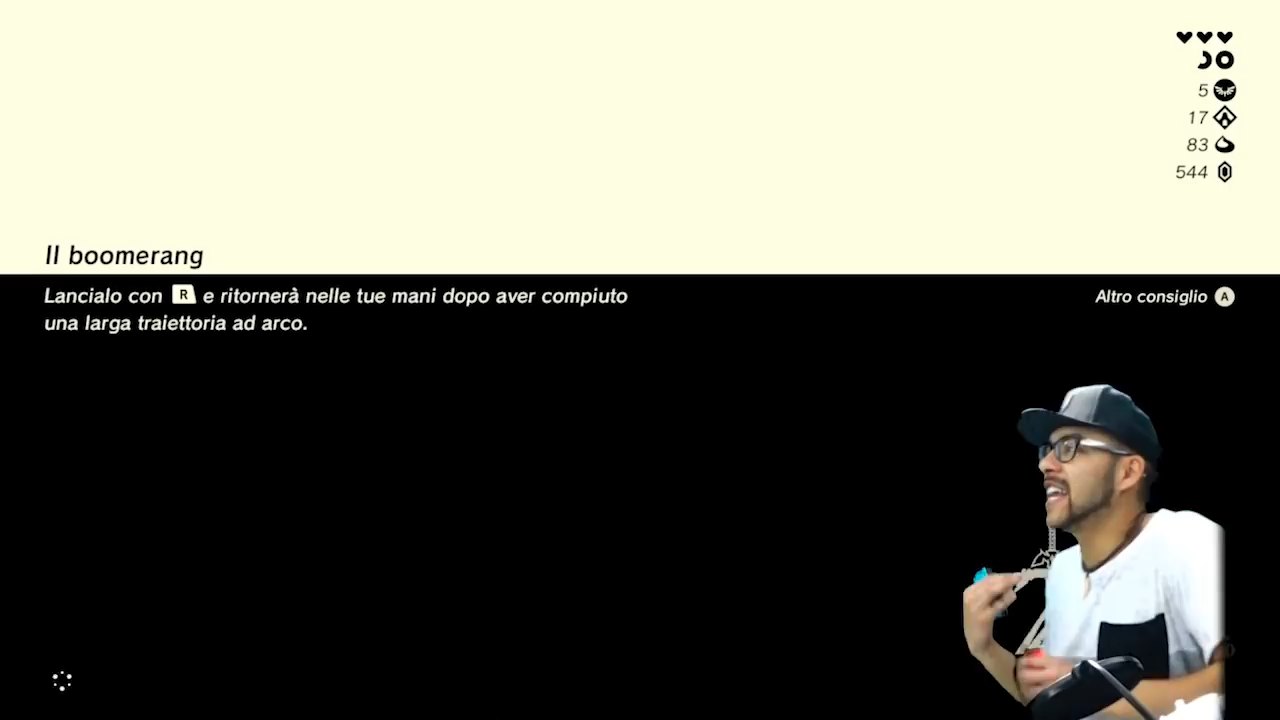 5
17
83
544
Il boomerang
Lancialo con R e ritornerà nelle tue mani dopo aver compiuto
una larga traiettoria ad arco.
Altro consiglio A